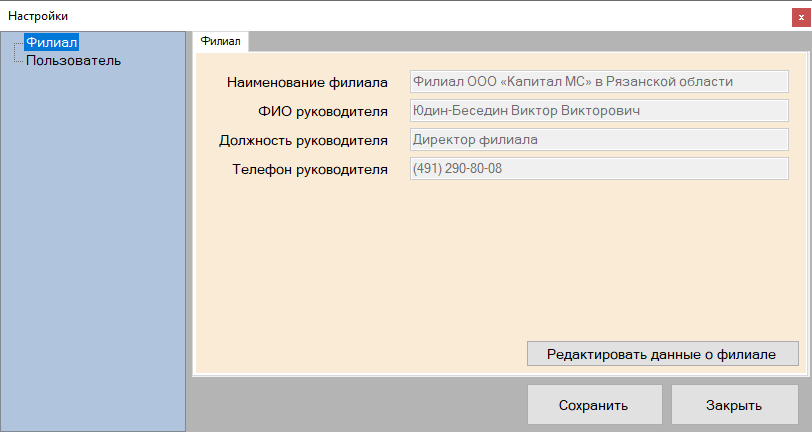 Настройки
x
Филиал
Пользователь
Филиал
Наименование филиала Филиал ООО «Капитал МС» в Рязанской области
ФИО руководителя Юдин-Беседин Виктор Викторович
Должность руководителя Директор филиала
Телефон руководителя (491) 290-80-08
Редактировать данные о филиале
Сохранить Закрыть